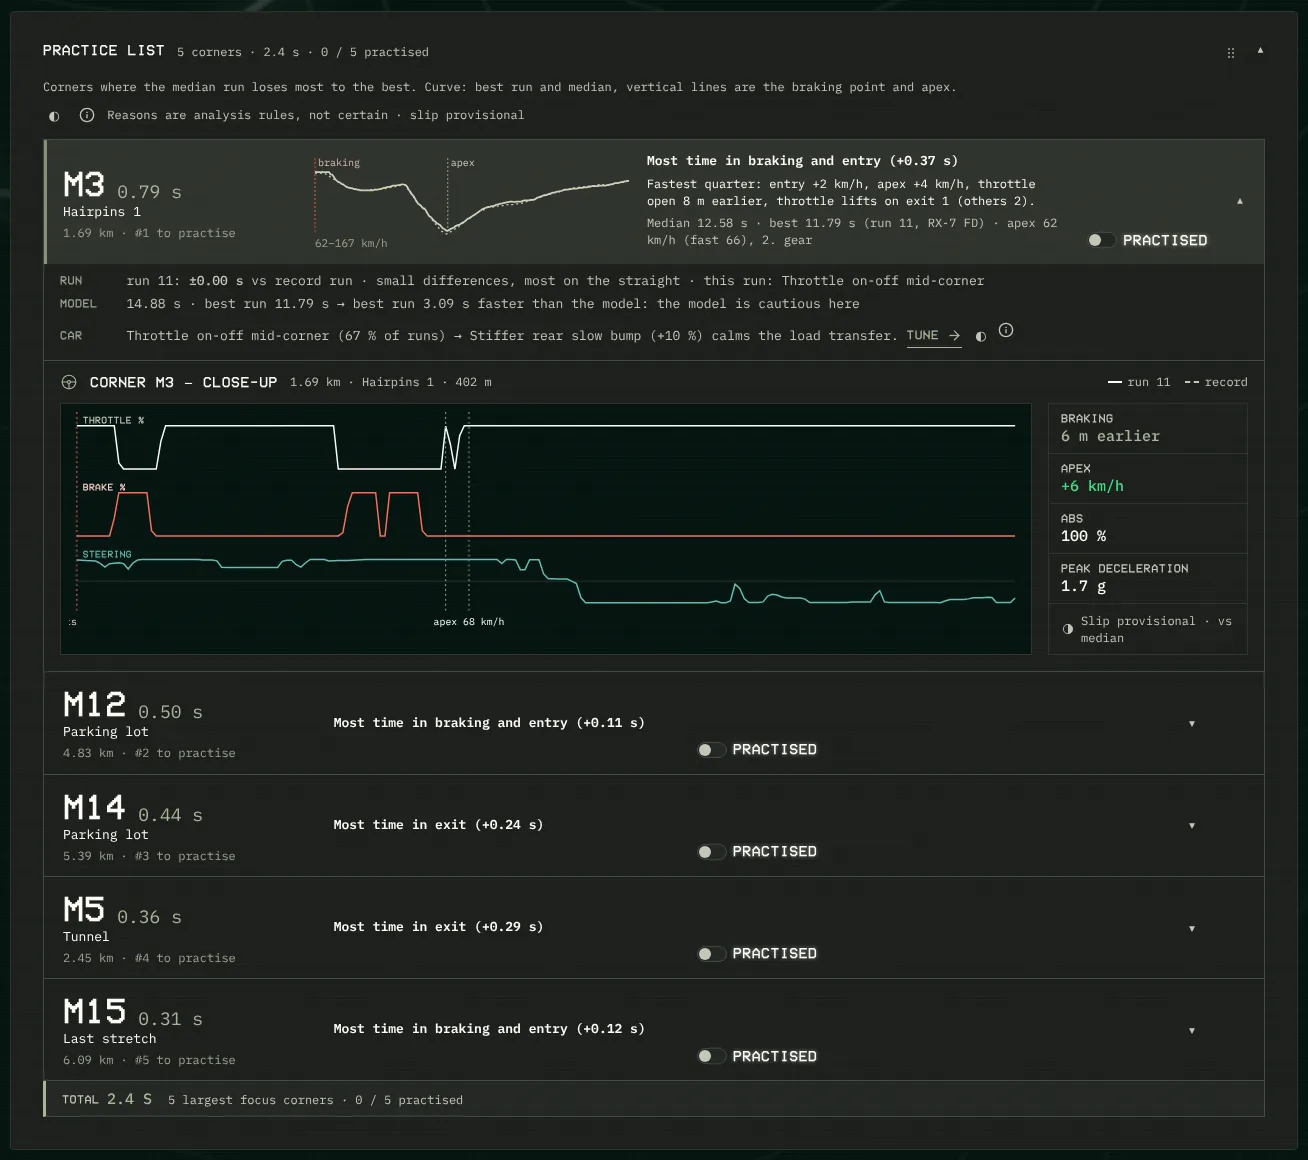 PRACTICE LIST 5 corners · 2.4 s · 0 / 5 practised
Corners where the median run loses most to the best. Curve: best run and median, vertical lines are the braking point and apex.
Reasons are analysis rules, not certain · slip provisional
M3 0.79 s
Hairpins 1
1.69 km · #1 to practise
braking
apex
62–167 km/h
Most time in braking and entry (+0.37 s)
Fastest quarter: entry +2 km/h, apex +4 km/h, throttle
open 8 m earlier, throttle lifts on exit 1 (others 2).
Median 12.58 s · best 11.79 s (run 11, RX-7 FD) · apex 62
km/h (fast 66), 2. gear
PRACTISED
RUN run 11: ±0.00 s vs record run · small differences, most on the straight · this run: Throttle on-off mid-corner
MODEL 14.88 s · best run 11.79 s → best run 3.09 s faster than the model: the model is cautious here
CAR Throttle on-off mid-corner (67 % of runs) → Stiffer rear slow bump (+10 %) calms the load transfer. TUNE →
CORNER M3 – CLOSE-UP 1.69 km · Hairpins 1 · 402 m
run 11 record
THROTTLE %
BRAKE %
STEERING
apex 68 km/h
BRAKING
6 m earlier
APEX
+6 km/h
ABS
100 %
PEAK DECELERATION
1.7 g
Slip provisional · vs
median
M12 0.50 s
Parking lot
4.83 km · #2 to practise
Most time in braking and entry (+0.11 s)
PRACTISED
M14 0.44 s
Parking lot
5.39 km · #3 to practise
Most time in exit (+0.24 s)
PRACTISED
M5 0.36 s
Tunnel
2.45 km · #4 to practise
Most time in exit (+0.29 s)
PRACTISED
M15 0.31 s
Last stretch
6.09 km · #5 to practise
Most time in braking and entry (+0.12 s)
PRACTISED
TOTAL 2.4 S 5 largest focus corners · 0 / 5 practised